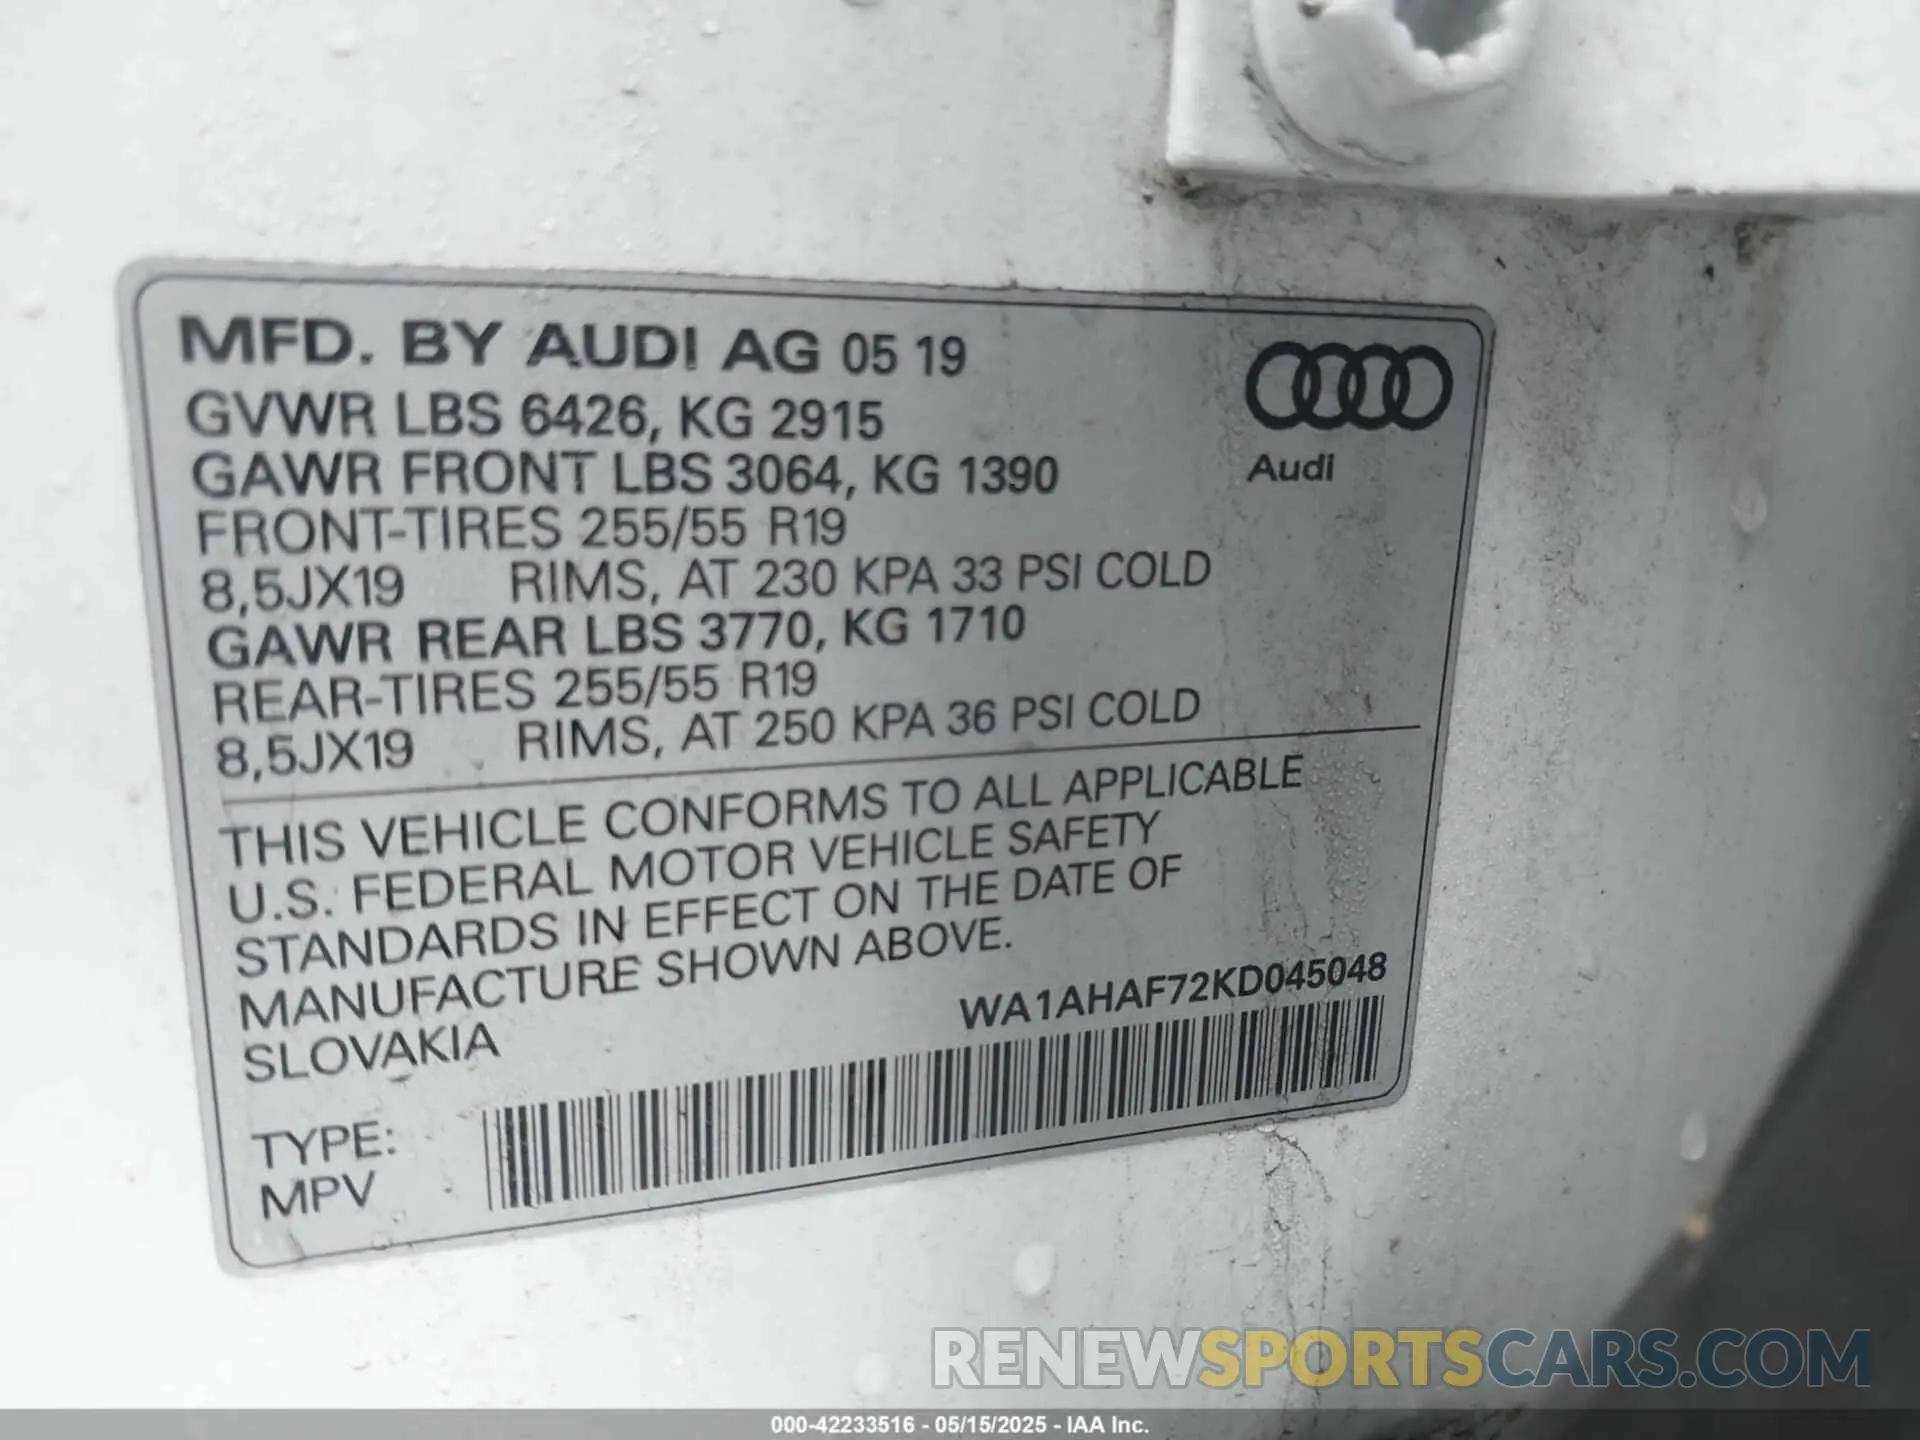 MFD. BY AUDI AG 05 19
GVWR LBS 6426, KG 2915
GAWR FRONT LBS 3064, KG 1390
FRONT-TIRES 255/55 R19
8,5JX19 RIMS, AT 230 KPA 33 PSI COLD
GAWR REAR LBS 3770, KG 1710
REAR-TIRES 255/55 R19
8,5JX19 RIMS, AT 250 KPA 36 PSI COLD
Audi
THIS VEHICLE CONFORMS TO ALL APPLICABLE
U.S. FEDERAL MOTOR VEHICLE SAFETY
STANDARDS IN EFFECT ON THE DATE OF
MANUFACTURE SHOWN ABOVE.
SLOVAKIA
WA1AHAF72KD045048
TYPE:
MPV
RENEWSPORTSCARS.COM
000-42233516 - 05/15/2025 - IAA Inc.